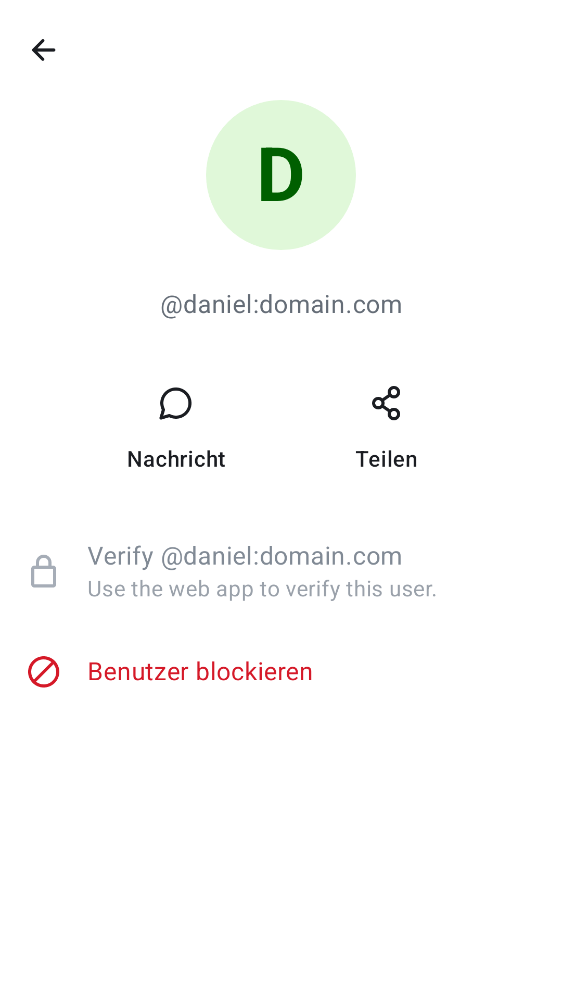 D
@daniel:domain.com
Nachricht
Teilen
Verify @daniel:domain.com
Use the web app to verify this user.
Benutzer blockieren